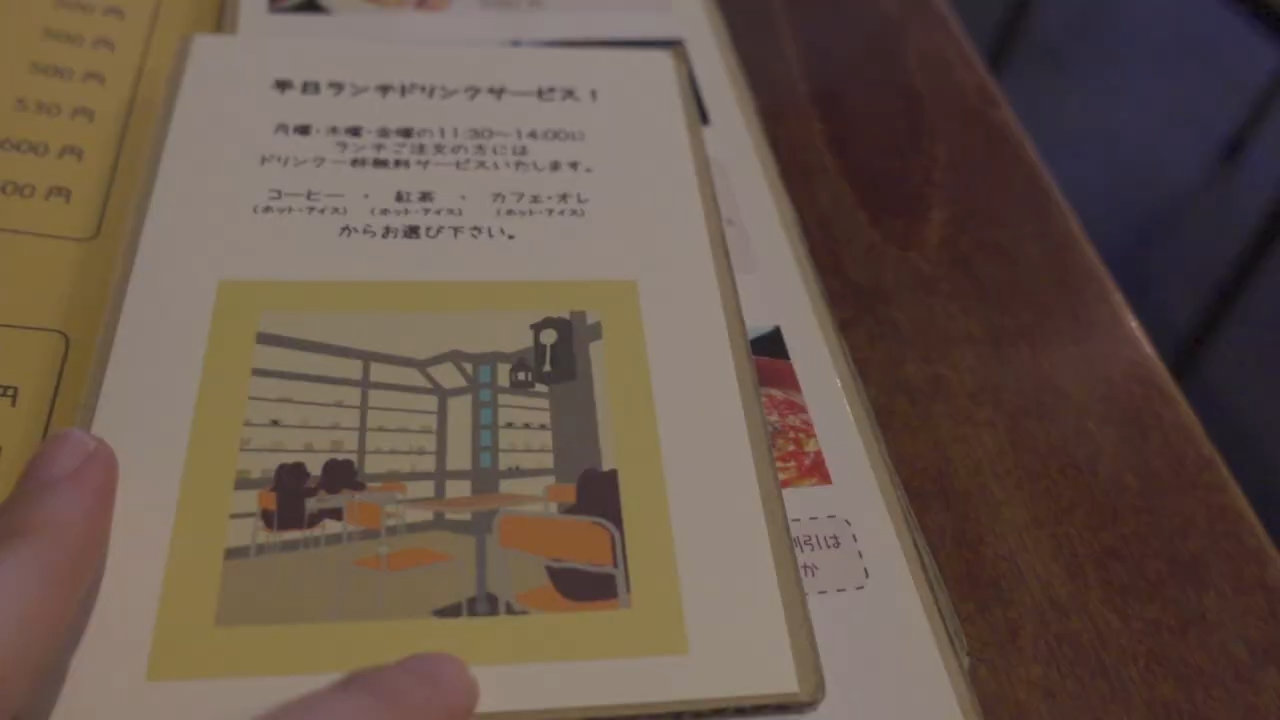 500円
500円
500円
530円
600円
00円
円
平日ランチドリンクサービス!
月曜・木曜・金曜の11:30~14:00に
ランチご注文の方には
ドリンク一杯無料サービスいたします。
コーヒー ・ 紅茶 ・ カフェ・オレ
(ホット・アイス) (ホット・アイス) (ホット・アイス)
からお選び下さい。
割引は
か